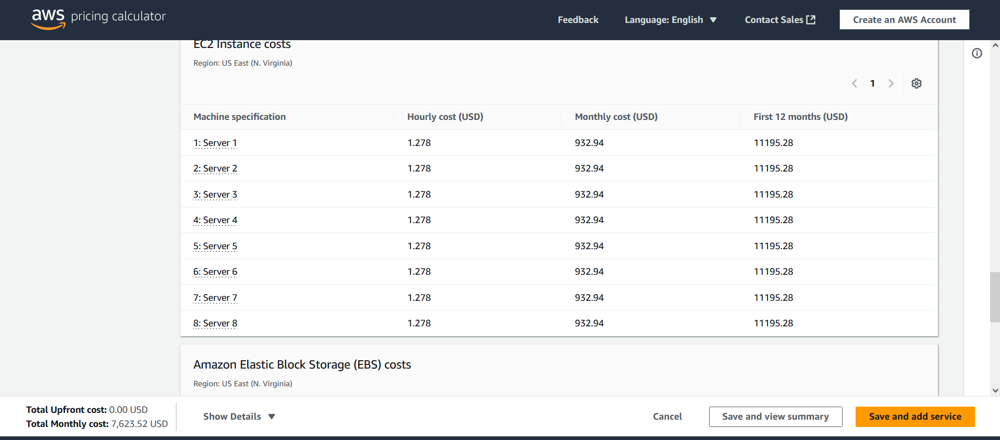 aws pricing calculator
Feedback
Language: English
Contact Sales
Create an AWS Account
EC2 Instance costs
Region: US East (N. Virginia)
1
Machine specification Hourly cost (USD) Monthly cost (USD) First 12 months (USD)
1: Server 1 1.278 932.94 11195.28
2: Server 2 1.278 932.94 11195.28
3: Server 3 1.278 932.94 11195.28
4: Server 4 1.278 932.94 11195.28
5: Server 5 1.278 932.94 11195.28
6: Server 6 1.278 932.94 11195.28
7: Server 7 1.278 932.94 11195.28
8: Server 8 1.278 932.94 11195.28
Amazon Elastic Block Storage (EBS) costs
Region: US East (N. Virginia)
Total Upfront cost: 0.00 USD
Total Monthly cost: 7,623.52 USD
Show Details
Cancel
Save and view summary
Save and add service